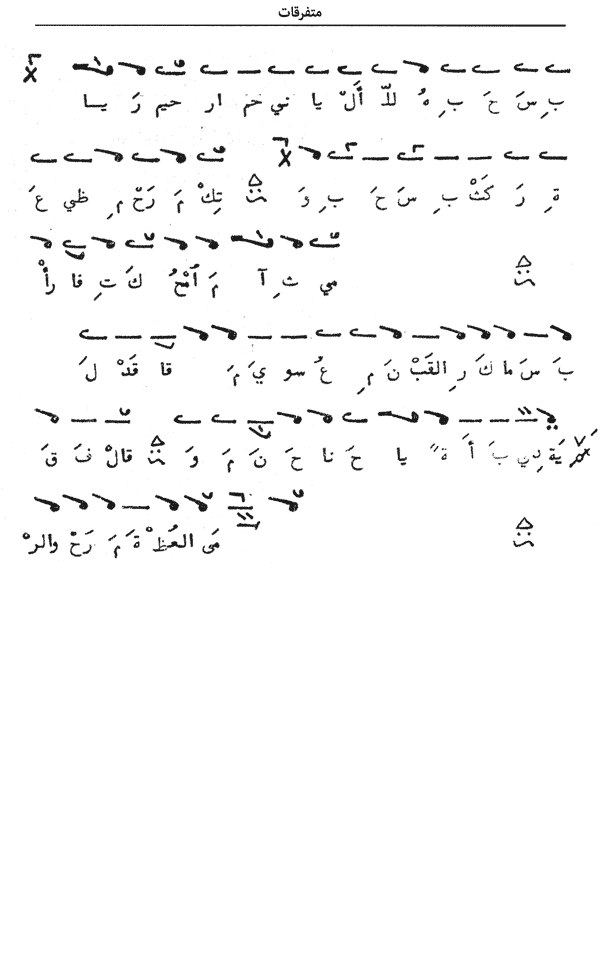 متفرقات
يا رَ حيم ار حم ني يا أَلْ للّا هُ بِ حَ سَ بِ
عَ ظي مِ رَحْ مَ تِكْ وَ بِ حَ سَ بِ كَثْ رَ ةِ
رأْ فا تِ كَ أُمْحُ مَ آ ثِ مي
لَ قَدْ قا مَ يَ سو عُ مِ نَ القَبْ رِ كَ ما سَ بَ
قَ فَ قالْ وَ مَ نَ حَ نا حَ يا ةً أَ بَ دِي يَة
والرْ رَحْ مَ ةَ العُظْ مَى